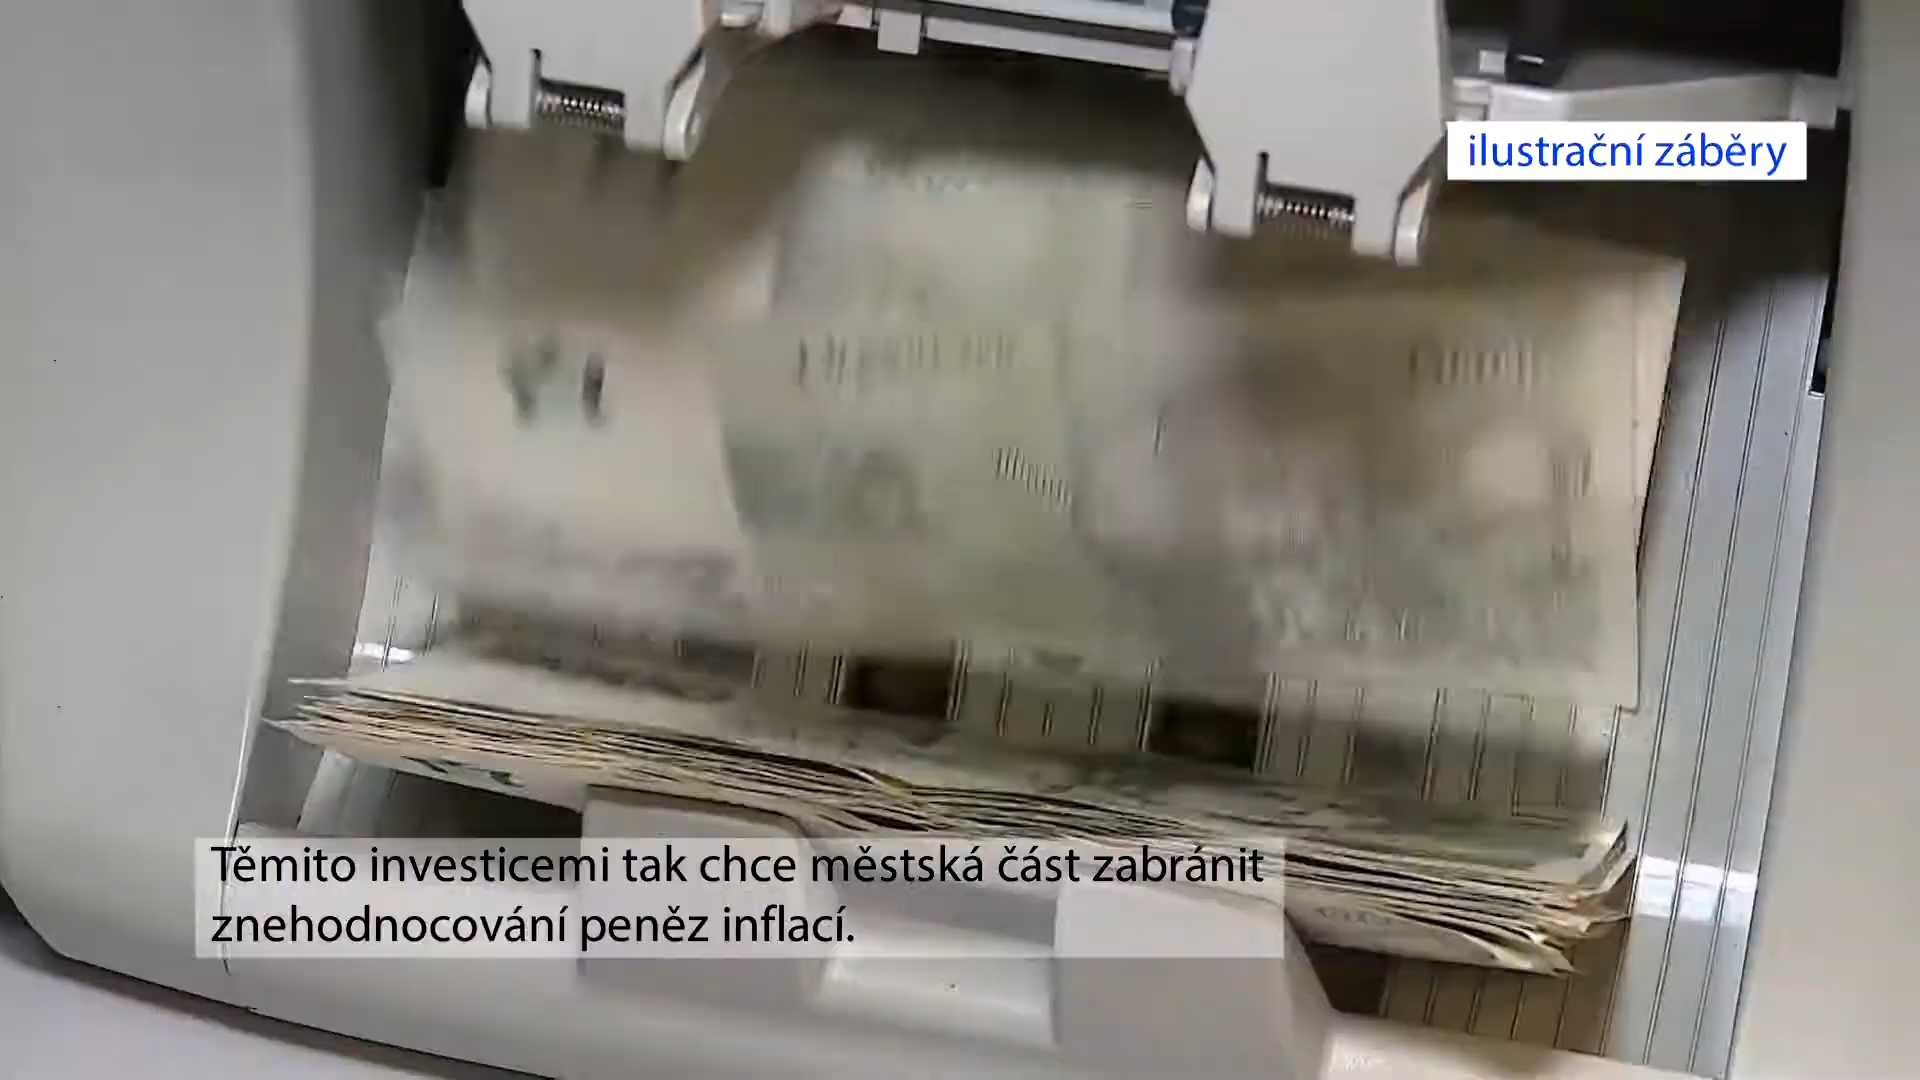 ilustrační záběry
Těmito investicemi tak chce městská část zabránit
znehodnocování peněz inflací.